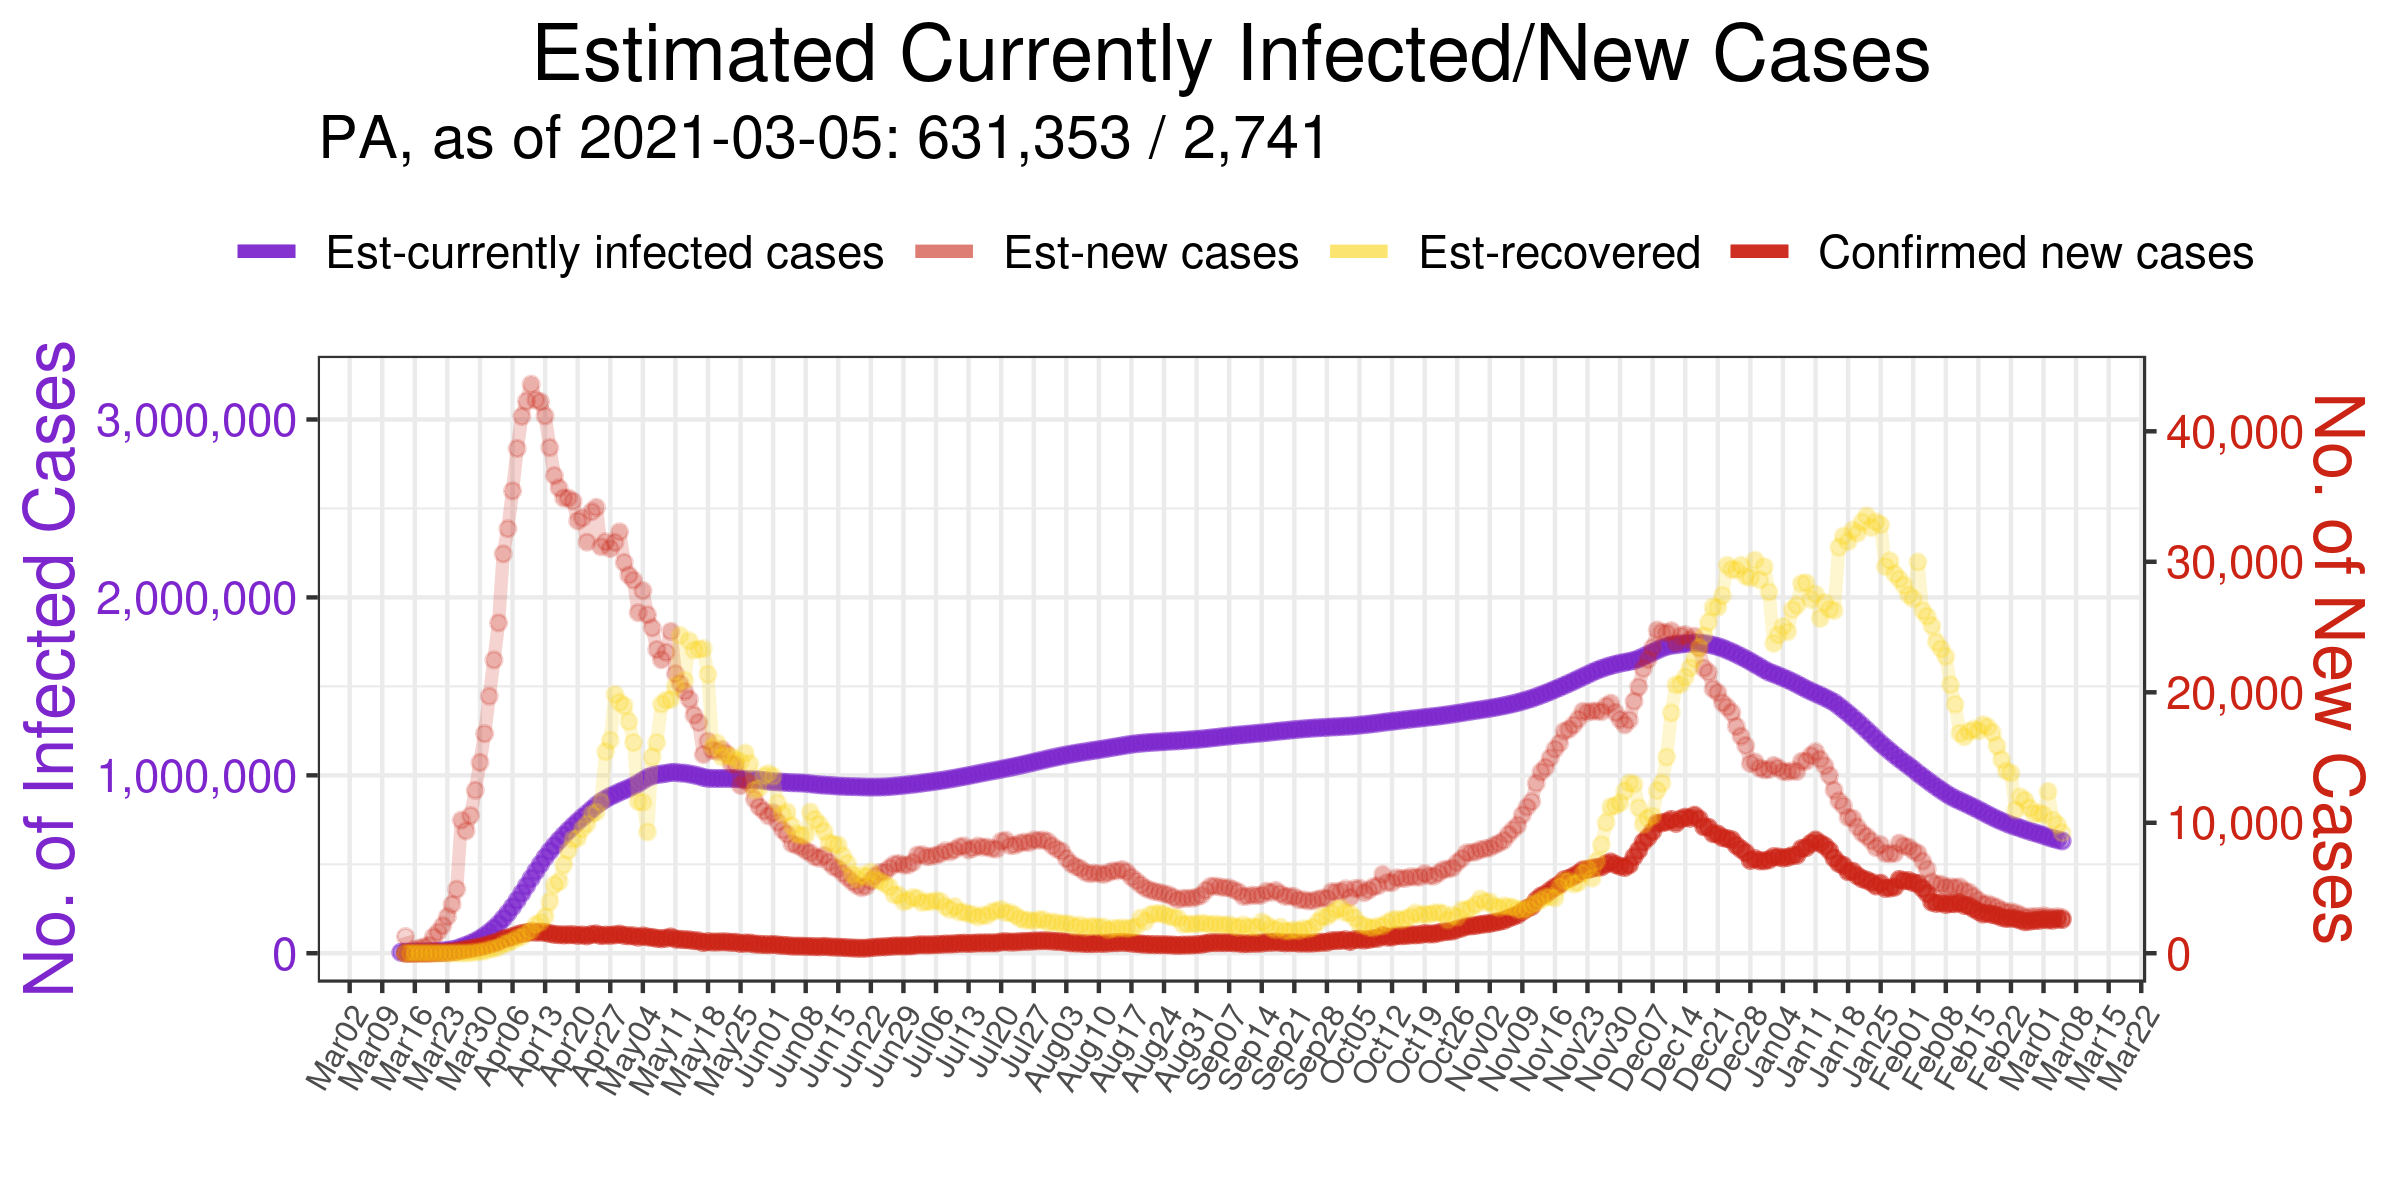 Estimated Currently Infected/New Cases
PA, as of 2021-03-05: 631,353 / 2,741
Est-currently infected cases
Est-new cases
Est-recovered
Confirmed new cases
No. of Infected Cases
3,000,000
2,000,000
1,000,000
0
No. of New Cases
40,000
30,000
20,000
10,000
0
Mar02
Mar09
Mar16
Mar23
Mar30
Apr06
Apr13
Apr20
Apr27
May04
May11
May18
May25
Jun01
Jun08
Jun15
Jun22
Jun29
Jul06
Jul13
Jul20
Jul27
Aug03
Aug10
Aug17
Aug24
Aug31
Sep07
Sep14
Sep21
Sep28
Oct05
Oct12
Oct19
Oct26
Nov02
Nov09
Nov16
Nov23
Nov30
Dec07
Dec14
Dec21
Dec28
Jan04
Jan11
Jan18
Jan25
Feb01
Feb08
Feb15
Feb22
Mar01
Mar08
Mar15
Mar22